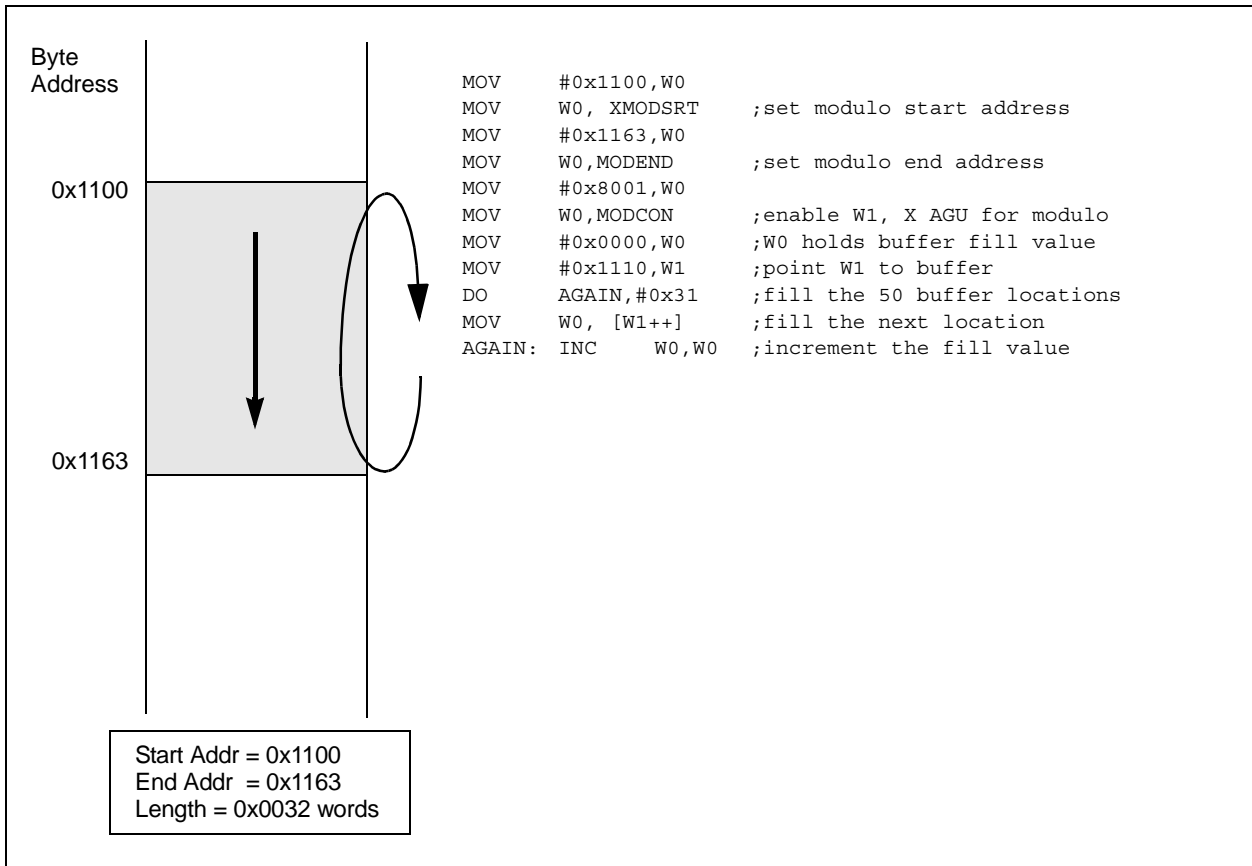 Byte
Address
0x1100
0x1163
MOV #0x1100,W0
MOV W0, XMODSRT ;set modulo start address
MOV #0x1163,W0
MOV W0,MODEND ;set modulo end address
MOV #0x8001,W0
MOV W0,MODCON ;enable W1, X AGU for modulo
MOV #0x0000,W0 ;W0 holds buffer fill value
MOV #0x1110,W1 ;point W1 to buffer
DO AGAIN,#0x31 ;fill the 50 buffer locations
MOV W0, [W1++] ;fill the next location
AGAIN: INC W0,W0 ;increment the fill value
Start Addr = 0x1100
End Addr = 0x1163
Length = 0x0032 words